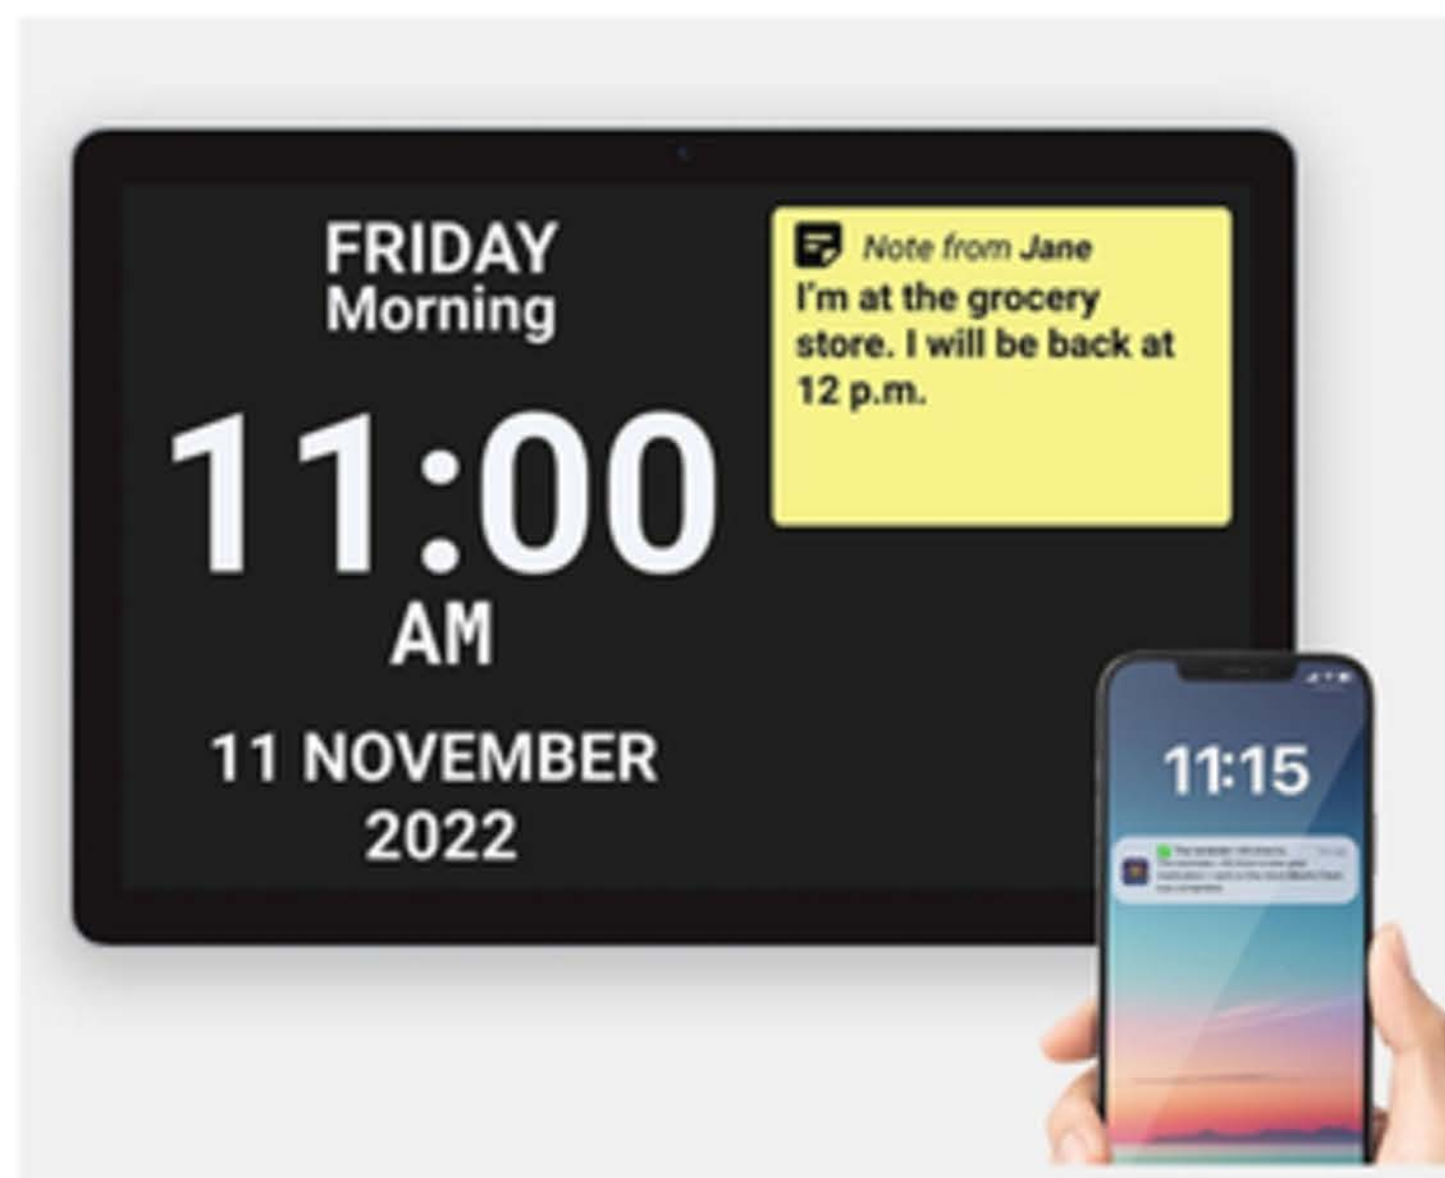 FRIDAY
Morning
11:00
AM
11 NOVEMBER
2022
Note from Jane
I'm at the grocery
store. I will be back at
12 p.m.
11:15